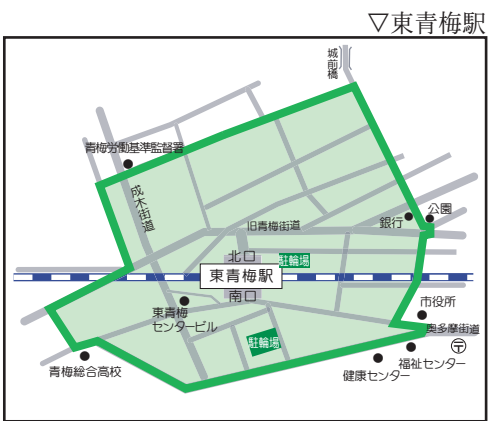 ▽東青梅駅
城前橋
青梅労働基準監督署
成木街道
旧青梅街道
銀行
公園
北口
駐輪場
東青梅駅
南口
東青梅
センタービル
市役所
奥多摩街道
駐輪場
〒
福祉センター
健康センター
青梅総合高校